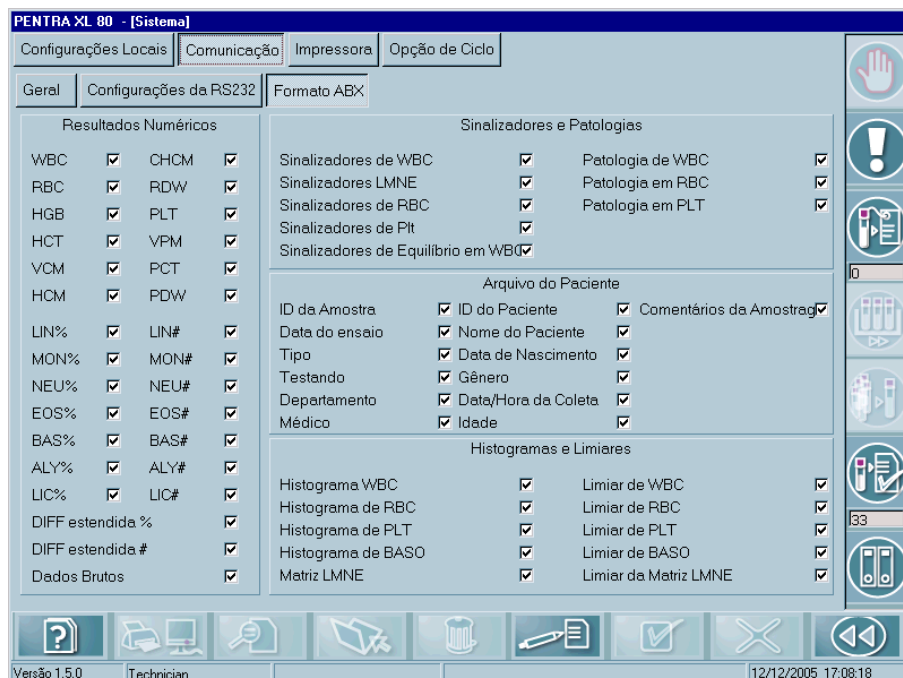 PENTRA XL 80 - [Sistema]
Configurações Locais Comunicação Impressora Opção de Ciclo
Geral Configurações da RS232 Formato ABX
Resultados Numéricos
WBC CHCM
RBC RDW
HGB PLT
HCT VPM
VCM PCT
HCM PDW
LIN% LIN#
MON% MON#
NEU% NEU#
EOS% EOS#
BAS% BAS#
ALY% ALY#
LIC% LIC#
DIFF estendida %
DIFF estendida #
Dados Brutos
Sinalizadores e Patologias
Sinalizadores de WBC Patologia de WBC
Sinalizadores LMNE Patologia em RBC
Sinalizadores de RBC Patologia em PLT
Sinalizadores de Plt
Sinalizadores de Equilíbrio em WBC
Arquivo do Paciente
ID da Amostra ID do Paciente Comentários da Amostrag
Data do ensaio Nome do Paciente
Tipo Data de Nascimento
Testando Gênero
Departamento Data/Hora da Coleta
Médico Idade
Histogramas e Limiares
Histograma WBC Limiar de WBC
Histograma de RBC Limiar de RBC
Histograma de PLT Limiar de PLT
Histograma de BASO Limiar de BASO
Matriz LMNE Limiar da Matriz LMNE
0
33
Versão 1.5.0 Technician 12/12/2005 17:08:18